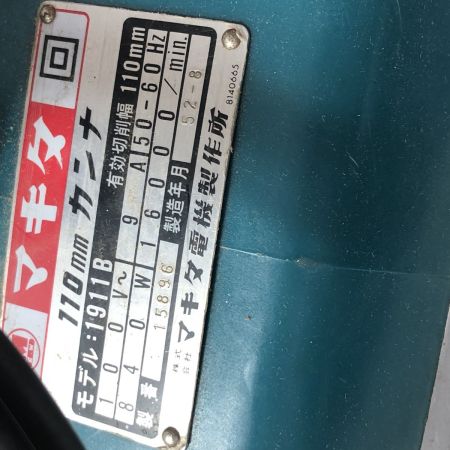 マキタ
110mm カンナ
モデル:1911B 有効切削幅 110mm
100V〜 9A 50-60Hz
840W 16000/min.
製番 15896 製造年月 52-8
株式会社 マキタ電機製作所
8140665